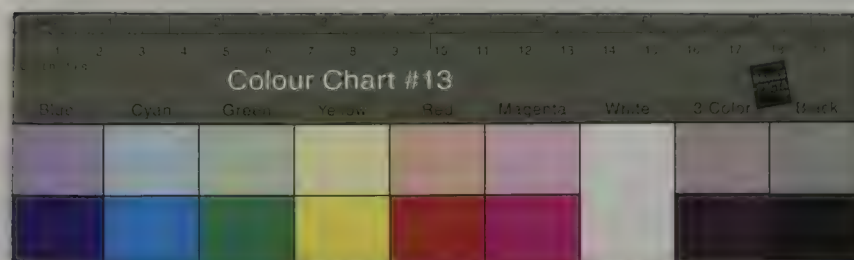 1 2 3 4 5 6 7 8 9 10 11 12 13 14 15 16 17 18 19
Colour Chart #13
Blue Cyan Green Yellow Red Magenta White 3 Color Black